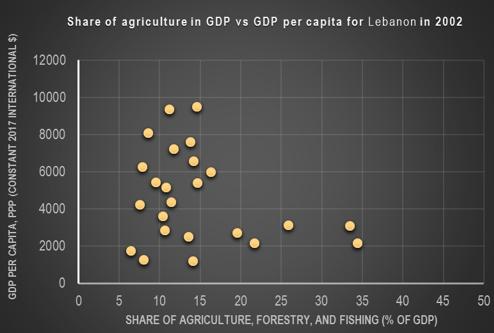 Share of agriculture in GDP vs GDP per capita for Lebanon in 2002
GDP PER CAPITA, PPP (CONSTANT 2017 INTERNATIONAL $)
12000
10000
8000
6000
4000
2000
0
0 5 10 15 20 25 30 35 40 45 50
SHARE OF AGRICULTURE, FORESTRY, AND FISHING (% OF GDP)